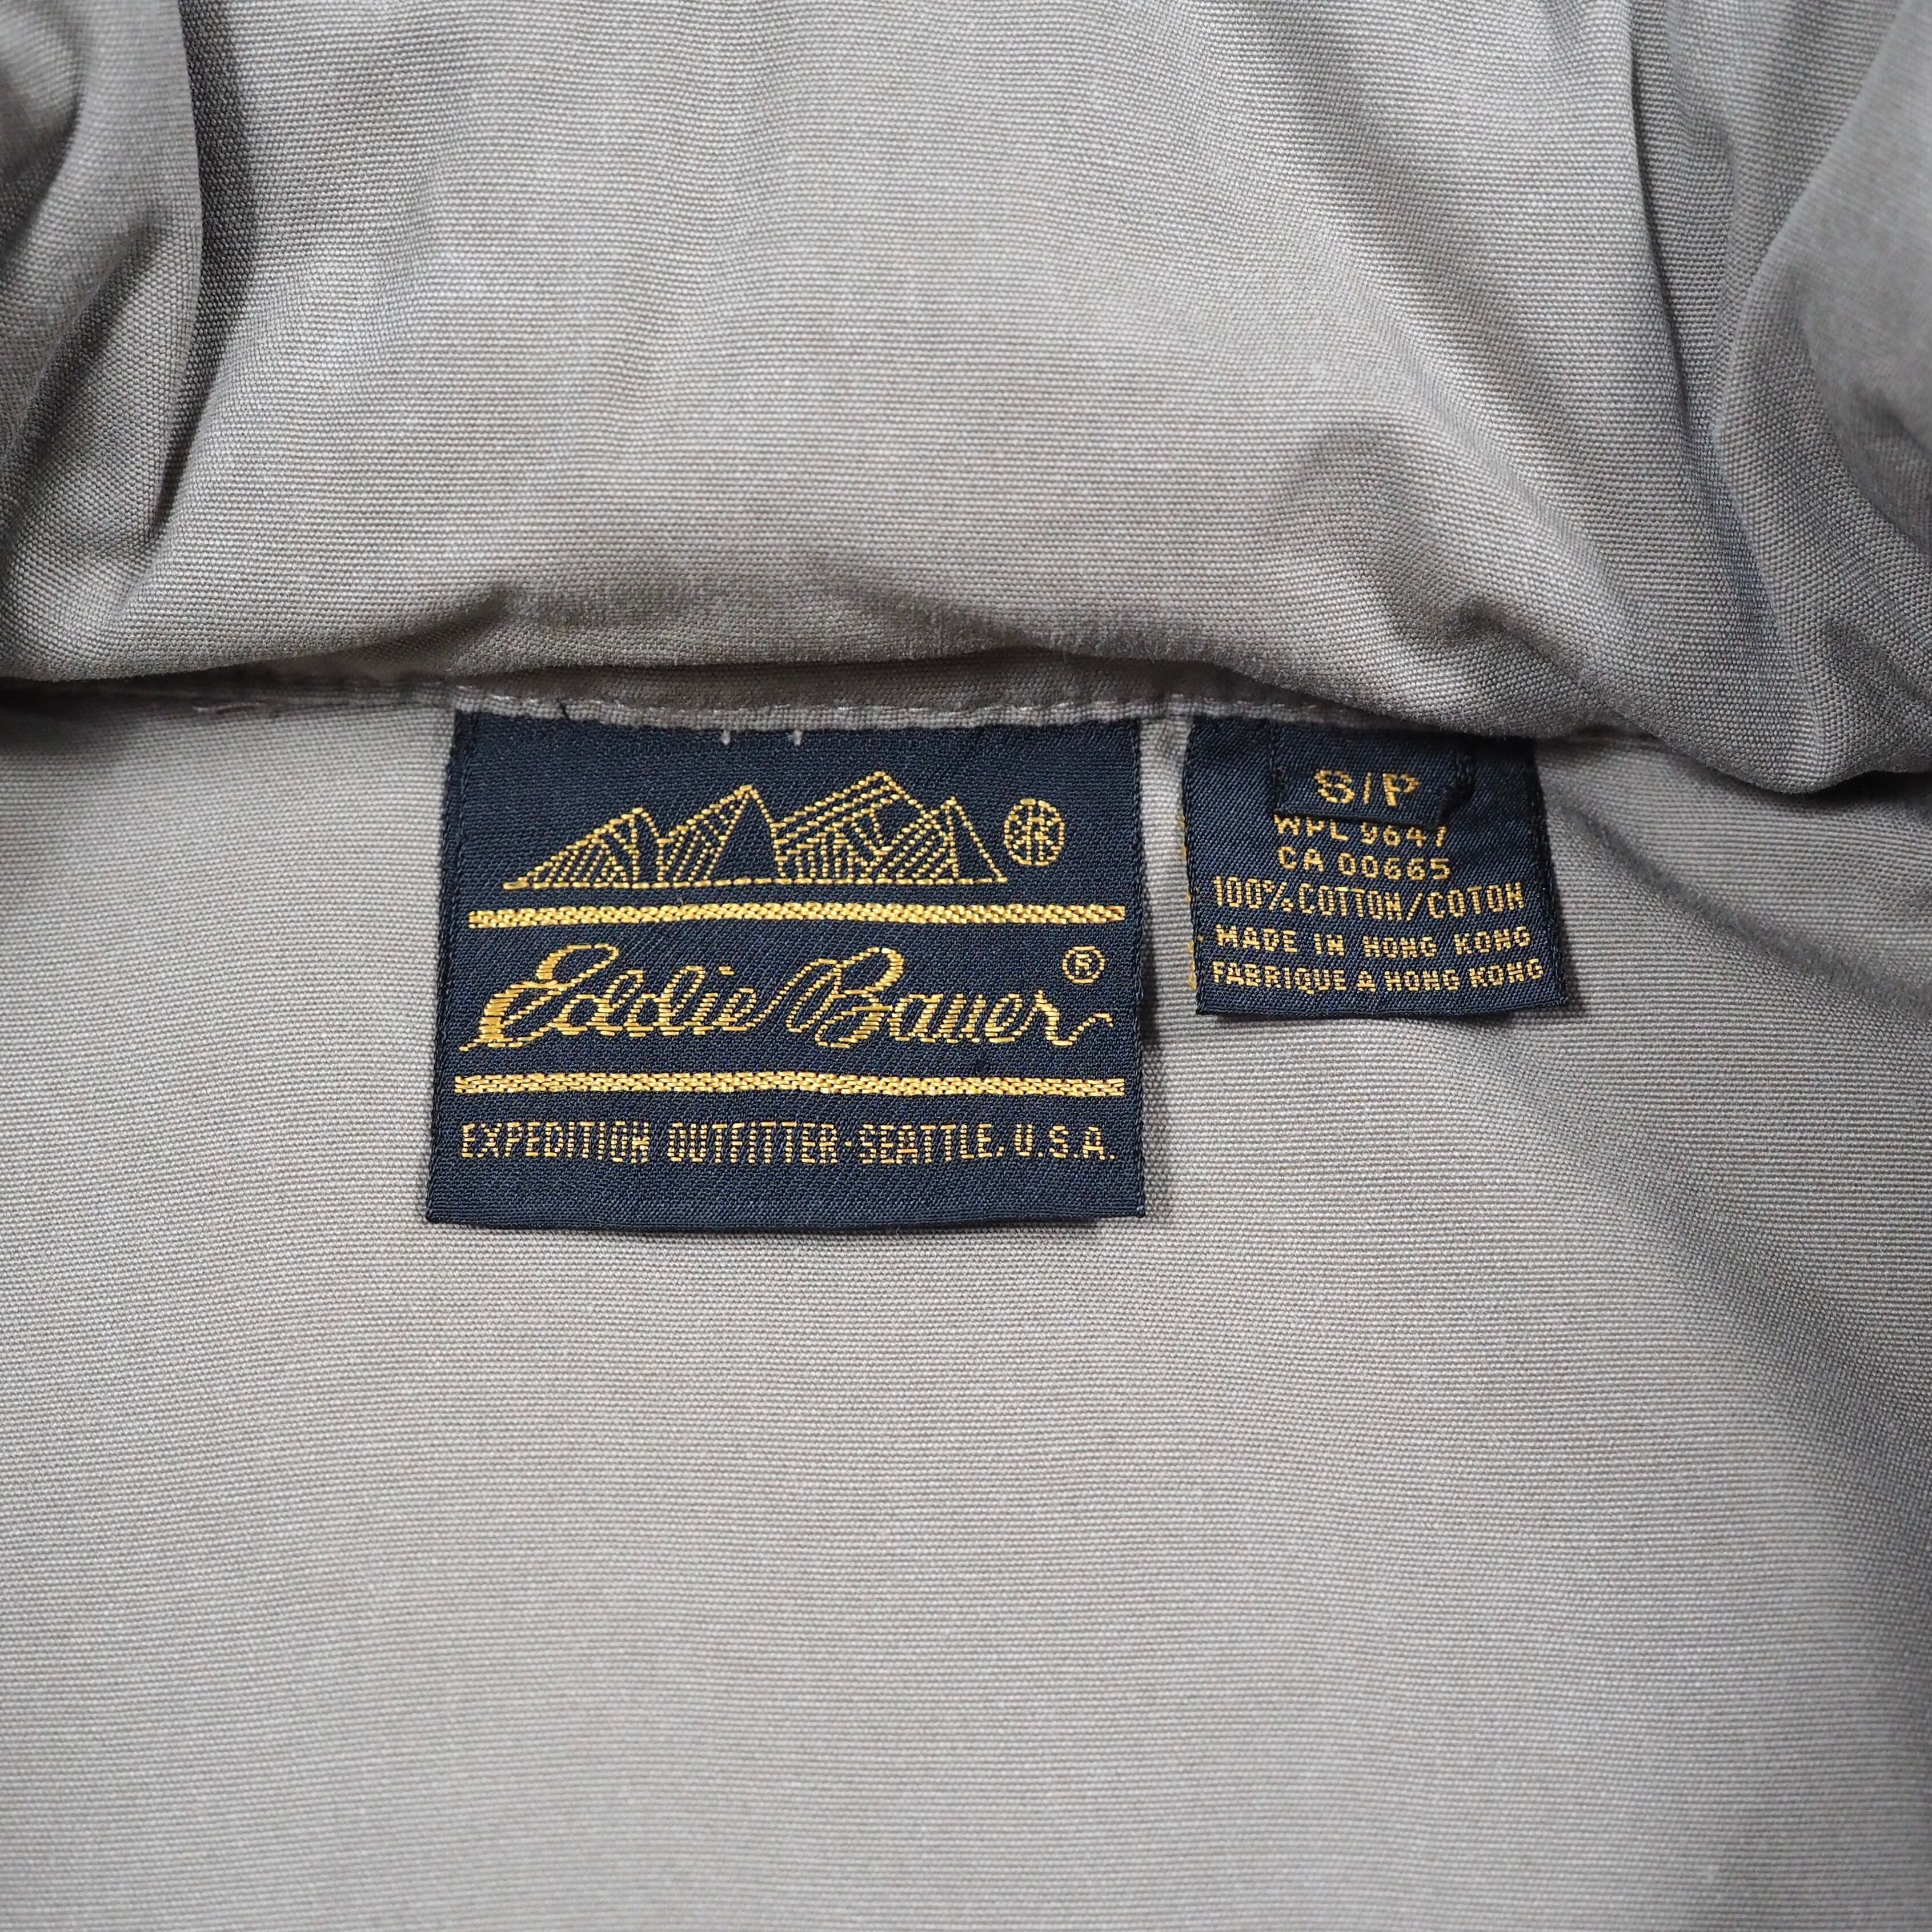 ®
Eddie Bauer ®
EXPEDITION OUTFITTER-SEATTLE, U.S.A.
S/P
WPL 9647
CA 00665
100% COTTON/COTON
MADE IN HONG KONG
FABRIQUE A HONG KONG